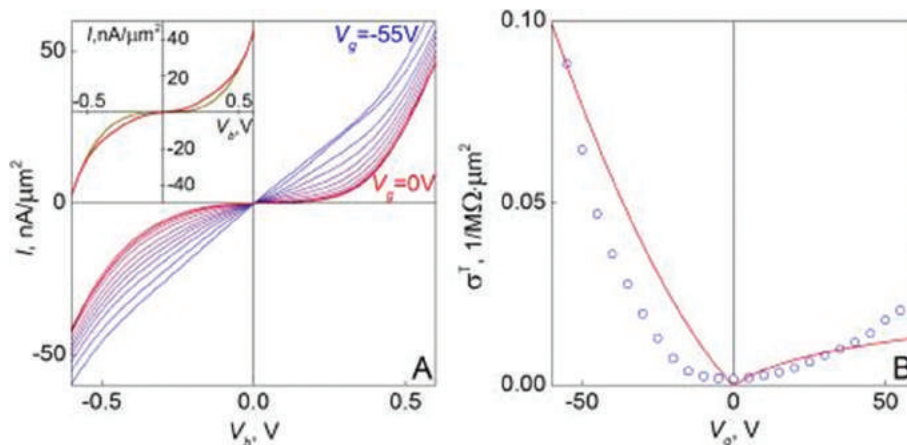 I, nA/μm²
50
0
-50
-0.5
0.0
0.5
V_b, V
V_g=-55V
V_g=0V
A
I,nA/μm²
40
20
-20
-40
-0.5
0.5
V_b, V
σᵀ, 1/MΩ·μm²
0.10
0.05
0.00
-50
0
50
V_g, V
B